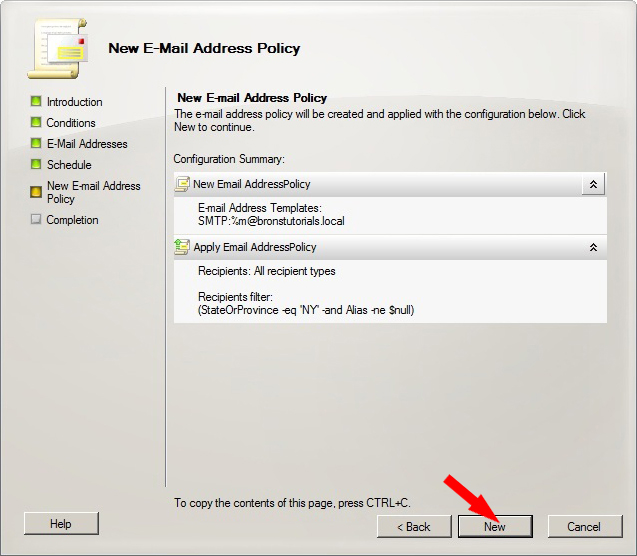 New E-Mail Address Policy
Introduction
Conditions
E-Mail Addresses
Schedule
New E-mail Address
Policy
Completion
New E-mail Address Policy
The e-mail address policy will be created and applied with the configuration below. Click
New to continue.
Configuration Summary:
New Email AddressPolicy
E-mail Address Templates:
SMTP:%m@bronstutorials.local
Apply Email AddressPolicy
Recipients: All recipient types
Recipients filter:
(StateOrProvince -eq 'NY' -and Alias -ne $null)
To copy the contents of this page, press CTRL+C.
Help
< Back
New
Cancel